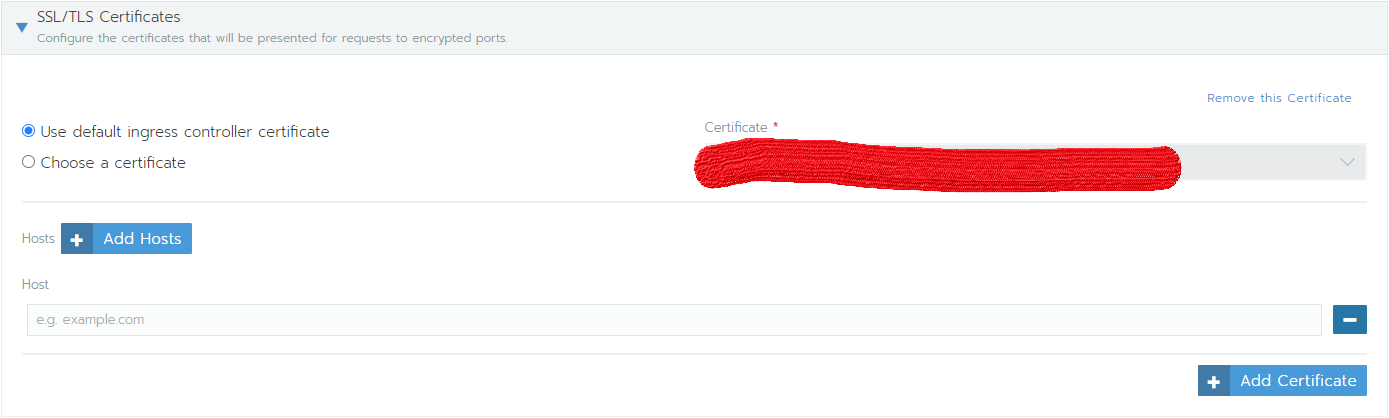 SSL/TLS Certificates
Configure the certificates that will be presented for requests to encrypted ports.
Remove this Certificate
Use default ingress controller certificate
Certificate *
Choose a certificate
Hosts
Add Hosts
Host
e.g. example.com
Add Certificate